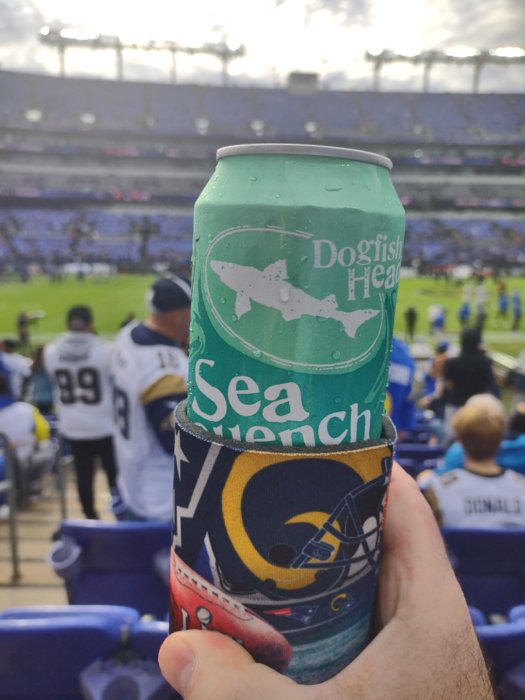 Dogfish
Head
Sea
Quench
99
DONALD